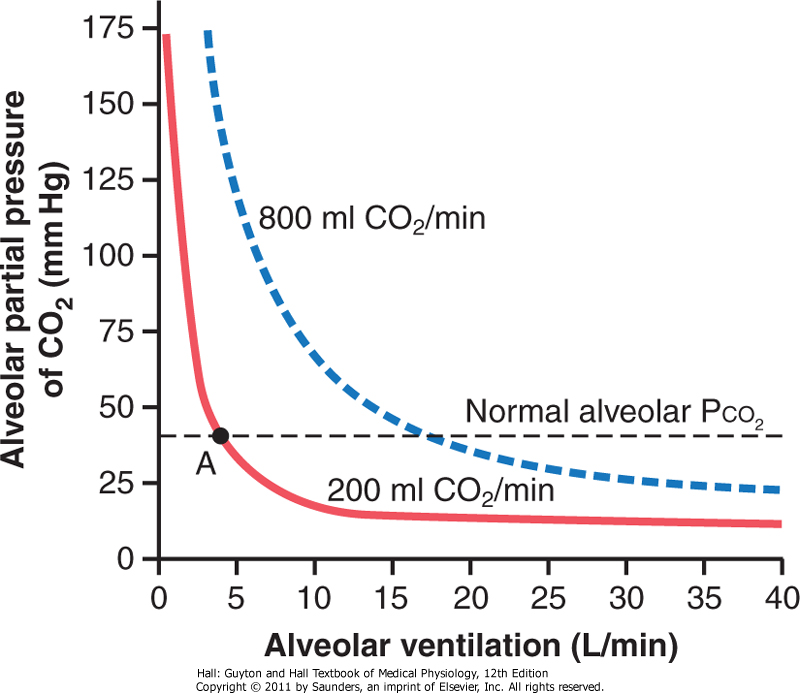 Alveolar partial pressure
of CO₂ (mm Hg)
175
150
125
100
75
50
25
0
800 ml CO₂/min
Normal alveolar PCO₂
A
200 ml CO₂/min
0 5 10 15 20 25 30 35 40
Alveolar ventilation (L/min)
Hall: Guyton and Hall Textbook of Medical Physiology, 12th Edition
Copyright © 2011 by Saunders, an imprint of Elsevier, Inc. All rights reserved.